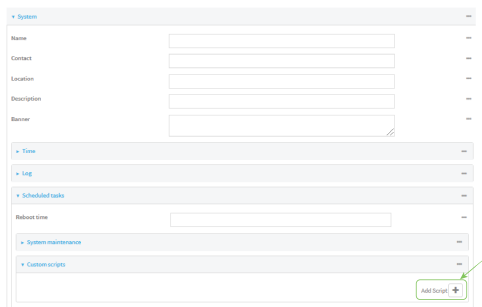 System
Name
Contact
Location
Description
Banner
Time
Log
Scheduled tasks
Reboot time
System maintenance
Custom scripts
Add Script